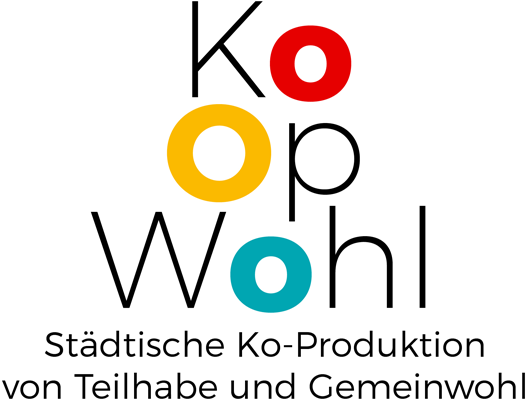 Ko
Op
Wohl
Städtische Ko-Produktion
von Teilhabe und Gemeinwohl